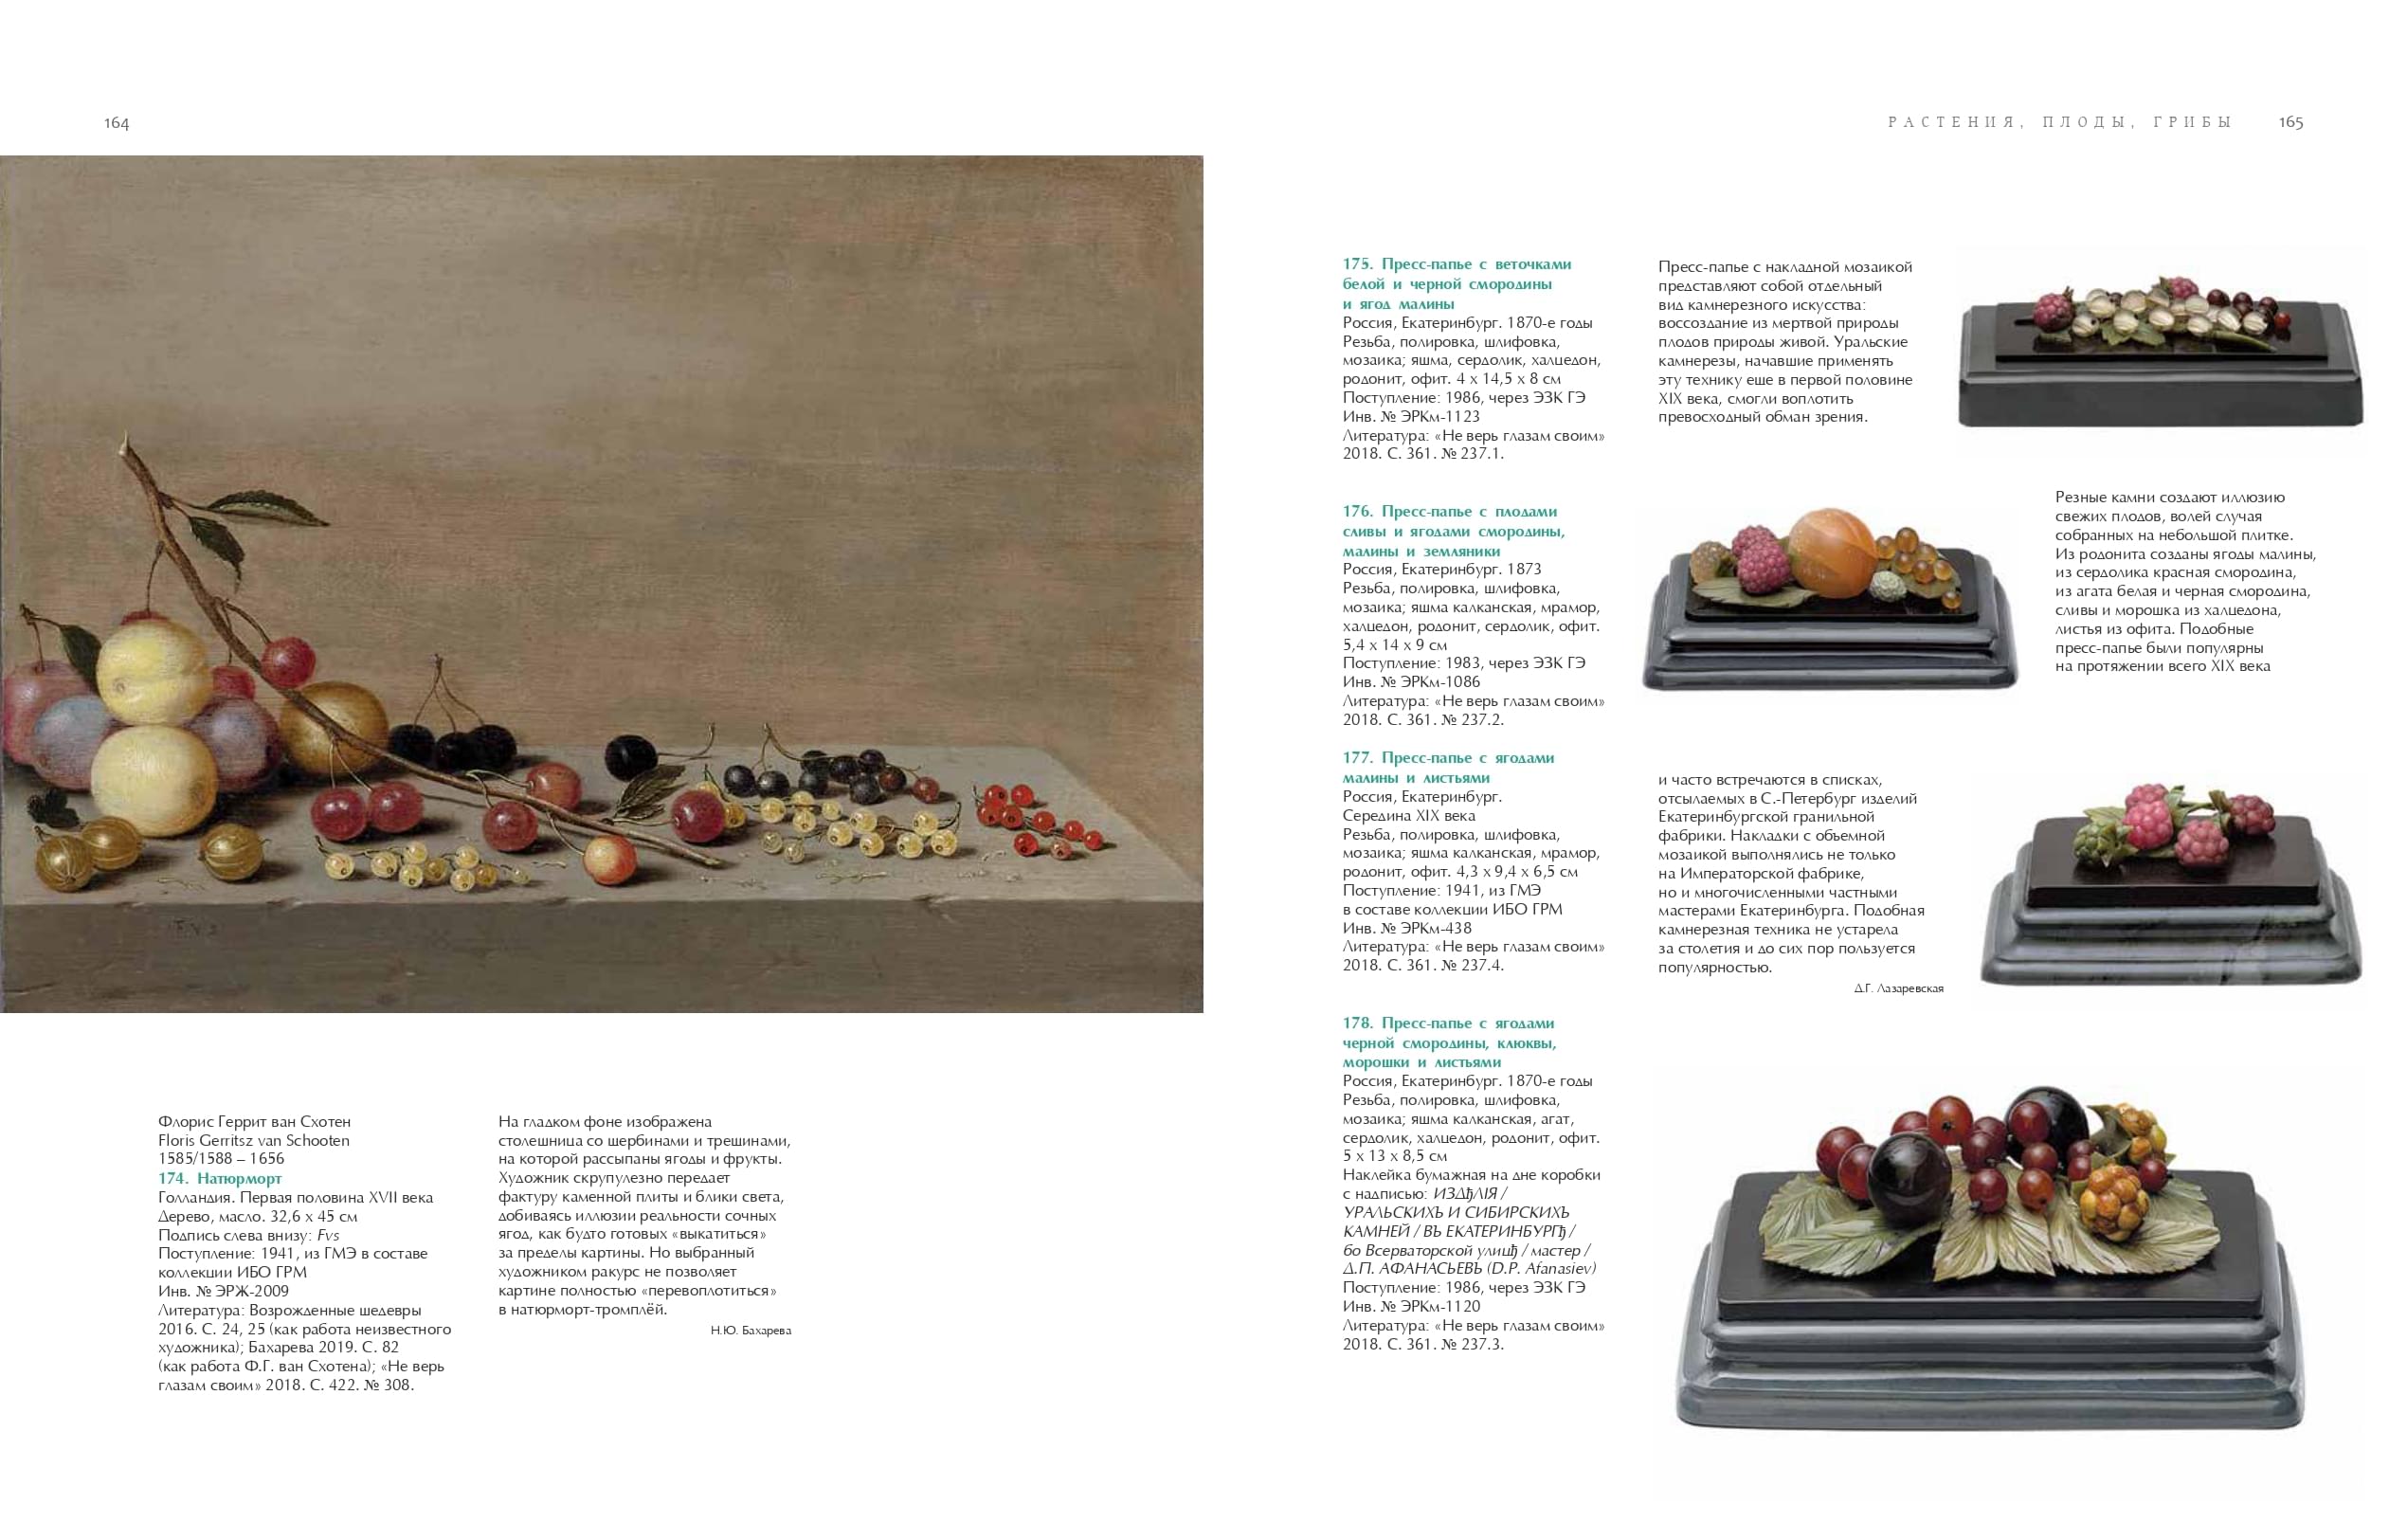 164
Флорис Геррит ван Схотен
Floris Gerritsz van Schooten
1585/1588 – 1656
174. Натюрморт
Голландия. Первая половина XVII века
Дерево, масло. 32,6 x 45 см
Подпись слева внизу: Fvs
Поступление: 1941, из ГМЭ в составе
коллекции ИБО ГРМ
Инв. № ЭРЖ-2009
Литература: Возрожденные шедевры
2016. С. 24, 25 (как работа неизвестного
художника); Бахарева 2019. С. 82
(как работа Ф.Г. ван Схотена); «Не верь
глазам своим» 2018. С. 422. № 308.
На гладком фоне изображена
столешница со щербинами и трешинами,
на которой рассыпаны ягоды и фрукты.
Художник скрупулезно передает
фактуру каменной плиты и блики света,
добиваясь иллюзии реальности сочных
ягод, как будто готовых «выкатиться»
за пределы картины. Но выбранный
художником ракурс не позволяет
картине полностью «перевоплотиться»
в натюрморт-тромплёй.
Н.Ю. Бахарева
РАСТЕНИЯ, ПЛОДЫ, ГРИБЫ 165
175. Пресс-папье с веточками
белой и черной смородины
и ягод малины
Россия, Екатеринбург. 1870-е годы
Резьба, полировка, шлифовка,
мозаика; яшма, сердолик, халцедон,
родонит, офит. 4 x 14,5 x 8 см
Поступление: 1986, через ЭЗК ГЭ
Инв. № ЭРКм-1123
Литература: «Не верь глазам своим»
2018. С. 361. № 237.1.
176. Пресс-папье с плодами
сливы и ягодами смородины,
малины и земляники
Россия, Екатеринбург. 1873
Резьба, полировка, шлифовка,
мозаика; яшма калканская, мрамор,
халцедон, родонит, сердолик, офит.
5,4 x 14 x 9 см
Поступление: 1983, через ЭЗК ГЭ
Инв. № ЭРКм-1086
Литература: «Не верь глазам своим»
2018. С. 361. № 237.2.
177. Пресс-папье с ягодами
малины и листьями
Россия, Екатеринбург.
Середина XIX века
Резьба, полировка, шлифовка,
мозаика; яшма калканская, мрамор,
родонит, офит. 4,3 x 9,4 x 6,5 см
Поступление: 1941, из ГМЭ
в составе коллекции ИБО ГРМ
Инв. № ЭРКм-438
Литература: «Не верь глазам своим»
2018. С. 361. № 237.4.
178. Пресс-папье с ягодами
черной смородины, клюквы,
морошки и листьями
Россия, Екатеринбург. 1870-е годы
Резьба, полировка, шлифовка,
мозаика; яшма калканская, агат,
сердолик, халцедон, родонит, офит.
5 x 13 x 8,5 см
Наклейка бумажная на дне коробки
с надписью: ИЗДђЛIЯ /
УРАЛЬСКИХЪ И СИБИРСКИХЪ
КАМНЕЙ / ВЪ ЕКАТЕРИНБУРГђ /
бо Всерваторской улицђ / мастер /
Д.П. АФАНАСЬЕВЬ (D.P. Afanasiev)
Поступление: 1986, через ЭЗК ГЭ
Инв. № ЭРКм-1120
Литература: «Не верь глазам своим»
2018. С. 361. № 237.3.
Пресс-папье с накладной мозаикой
представляют собой отдельный
вид камнерезного искусства:
воссоздание из мертвой природы
плодов природы живой. Уральские
камнерезы, начавшие применять
эту технику еще в первой половине
XIX века, смогли воплотить
превосходный обман зрения.
Резные камни создают иллюзию
свежих плодов, волей случая
собранных на небольшой плитке.
Из родонита созданы ягоды малины,
из сердолика красная смородина,
из агата белая и черная смородина,
сливы и морошка из халцедона,
листья из офита. Подобные
пресс-папье были популярны
на протяжении всего XIX века
и часто встречаются в списках,
отсылаемых в С.-Петербург изделий
Екатеринбургской гранильной
фабрики. Накладки с объемной
мозаикой выполнялись не только
на Императорской фабрике,
но и многочисленными частными
мастерами Екатеринбурга. Подобная
камнерезная техника не устарела
за столетия и до сих пор пользуется
популярностью.
Д.Г. Лазаревская